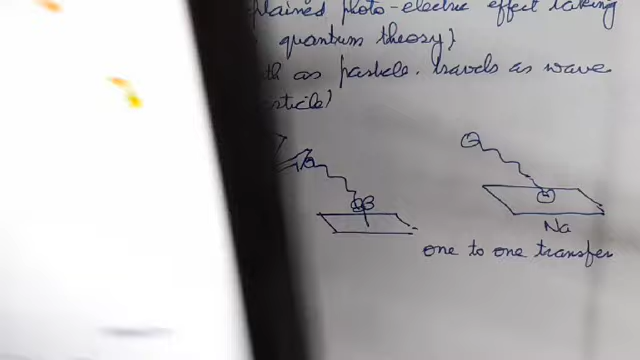 plained photo-electric effect taking
quantum theory}
as particle. travels as wave
Na
one to one transfer